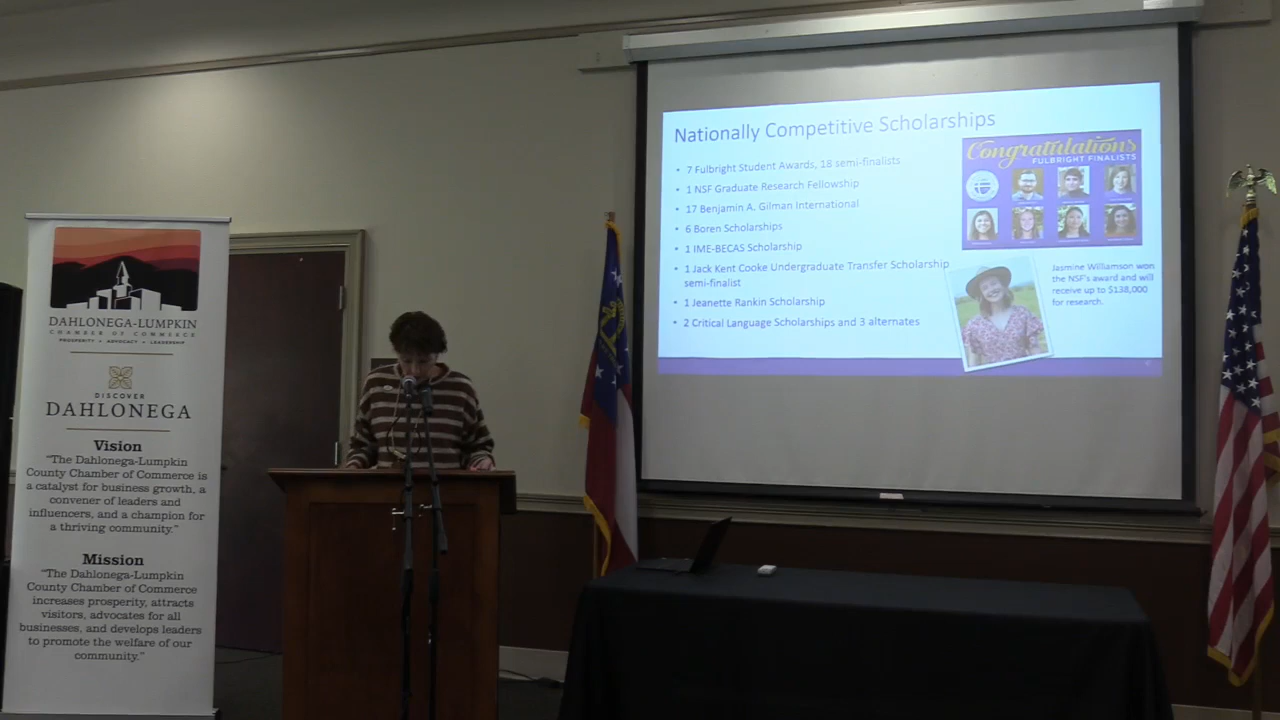 DAHLONEGA-LUMPKIN
CHAMBER OF COMMERCE
PROSPERITY • ADVOCACY • LEADERSHIP
DISCOVER
DAHLONEGA
Vision
"The Dahlonega-Lumpkin
County Chamber of Commerce is
a catalyst for business growth, a
convener of leaders and
influencers, and a champion for
a thriving community."
Mission
"The Dahlonega-Lumpkin
County Chamber of Commerce
increases prosperity, attracts
visitors, advocates for all
businesses, and develops leaders
to promote the welfare of our
community."
Nationally Competitive Scholarships
• 7 Fulbright Student Awards, 18 semi-finalists
• 1 NSF Graduate Research Fellowship
• 17 Benjamin A. Gilman International
• 6 Boren Scholarships
• 1 IME-BECAS Scholarship
• 1 Jack Kent Cooke Undergraduate Transfer Scholarship
semi-finalist
• 1 Jeanette Rankin Scholarship
• 2 Critical Language Scholarships and 3 alternates
Congratulations
FULBRIGHT FINALISTS
Jasmine Williamson won
the NSF's award and will
receive up to $138,000
for research.